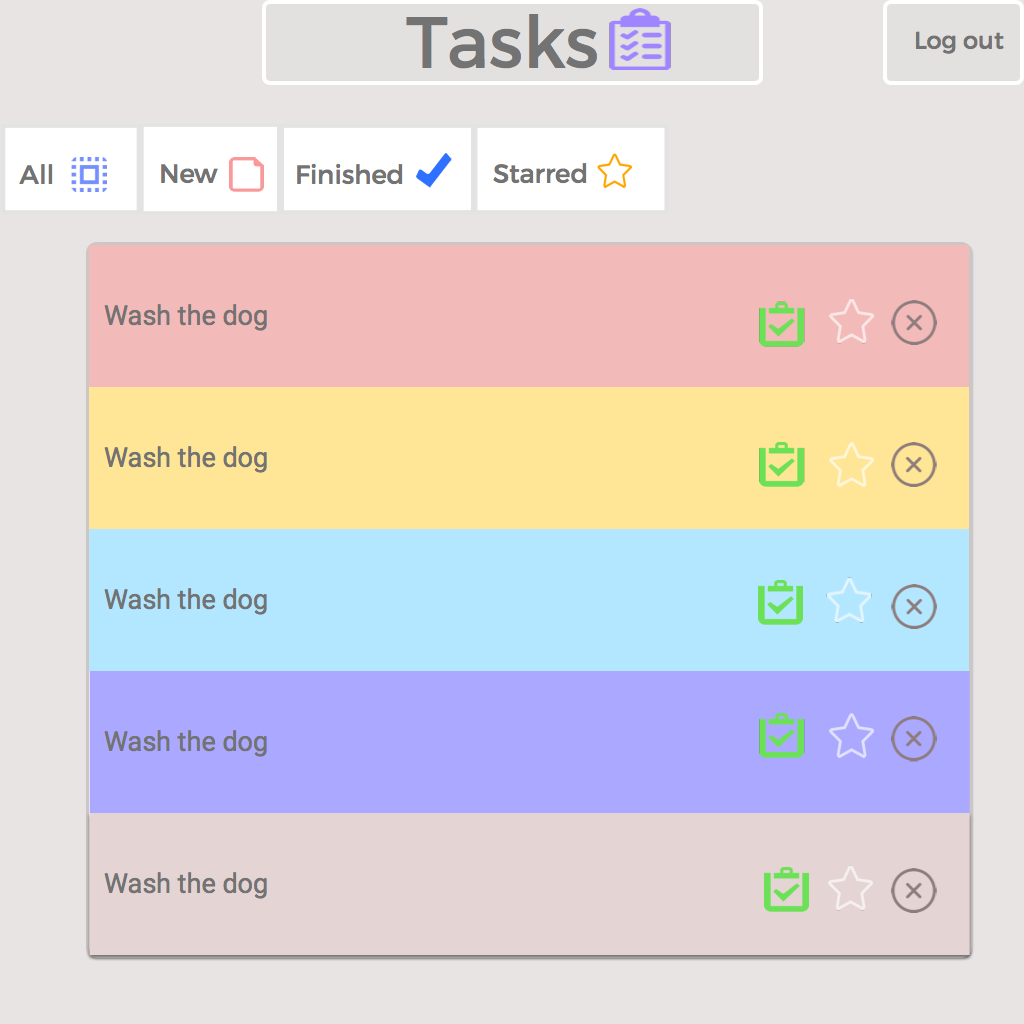 Tasks
Log out
All
New
Finished
Starred
Wash the dog
Wash the dog
Wash the dog
Wash the dog
Wash the dog